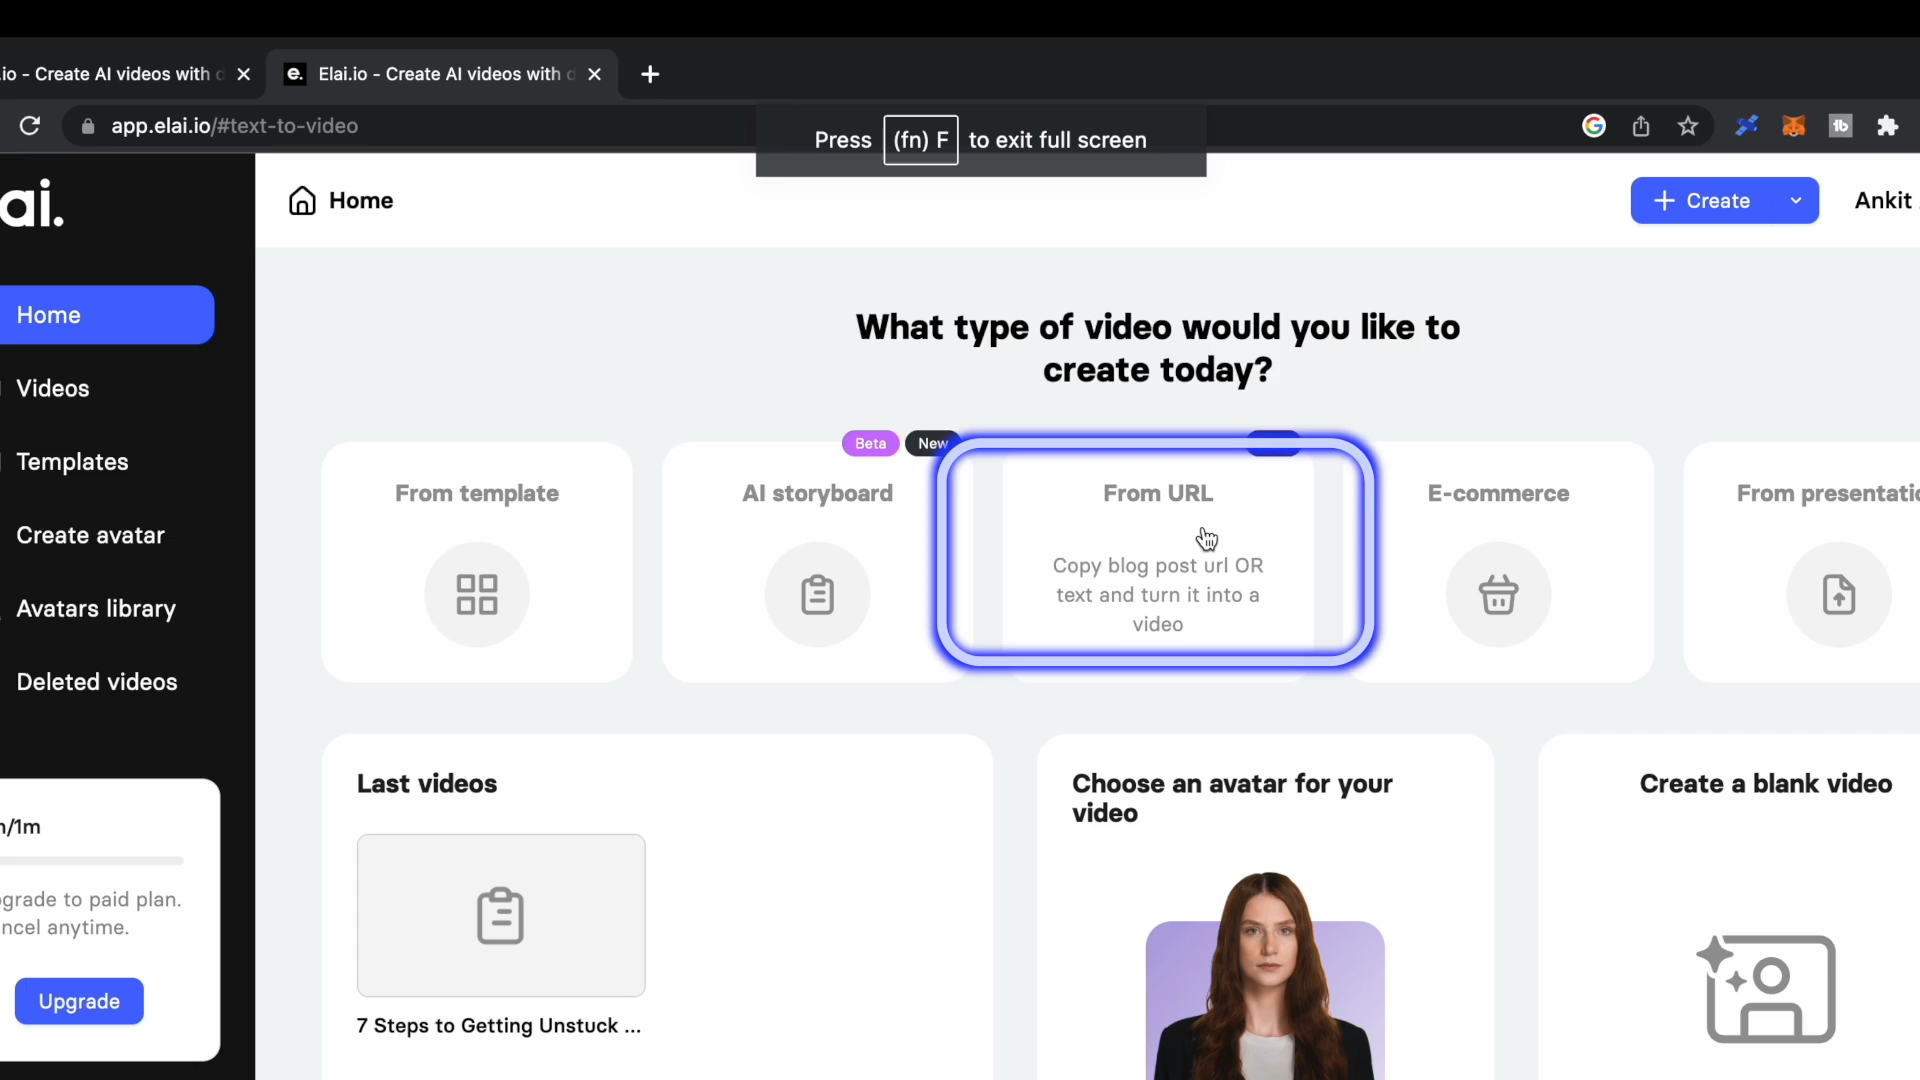 .io - Create AI videos with
Elai.io - Create AI videos with
app.elai.io/#text-to-video
Press (fn) F to exit full screen
ai.
Home
Create
Ankit
Home
Videos
Templates
Create avatar
Avatars library
Deleted videos
What type of video would you like to
create today?
Beta
New
From template
AI storyboard
From URL
E-commerce
From presentatio
Copy blog post url OR
text and turn it into a
video
Last videos
7 Steps to Getting Unstuck ...
Choose an avatar for your
video
Create a blank video
/1m
grade to paid plan.
ncel anytime.
Upgrade